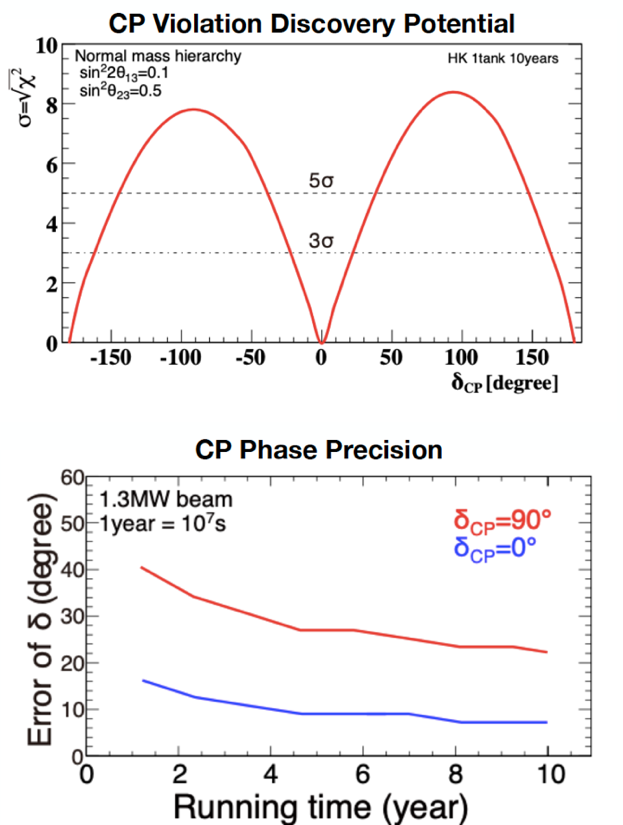 CP Violation Discovery Potential
σ=√χ²
10
8
6
4
2
0
Normal mass hierarchy
sin²2θ₁₃=0.1
sin²θ₂₃=0.5
HK 1tank 10years
5σ
3σ
-150 -100 -50 0 50 100 150
δCP [degree]
CP Phase Precision
Error of δ (degree)
60
50
40
30
20
10
0
1.3MW beam
1year = 10⁷s
δCP=90°
δCP=0°
0 2 4 6 8 10
Running time (year)